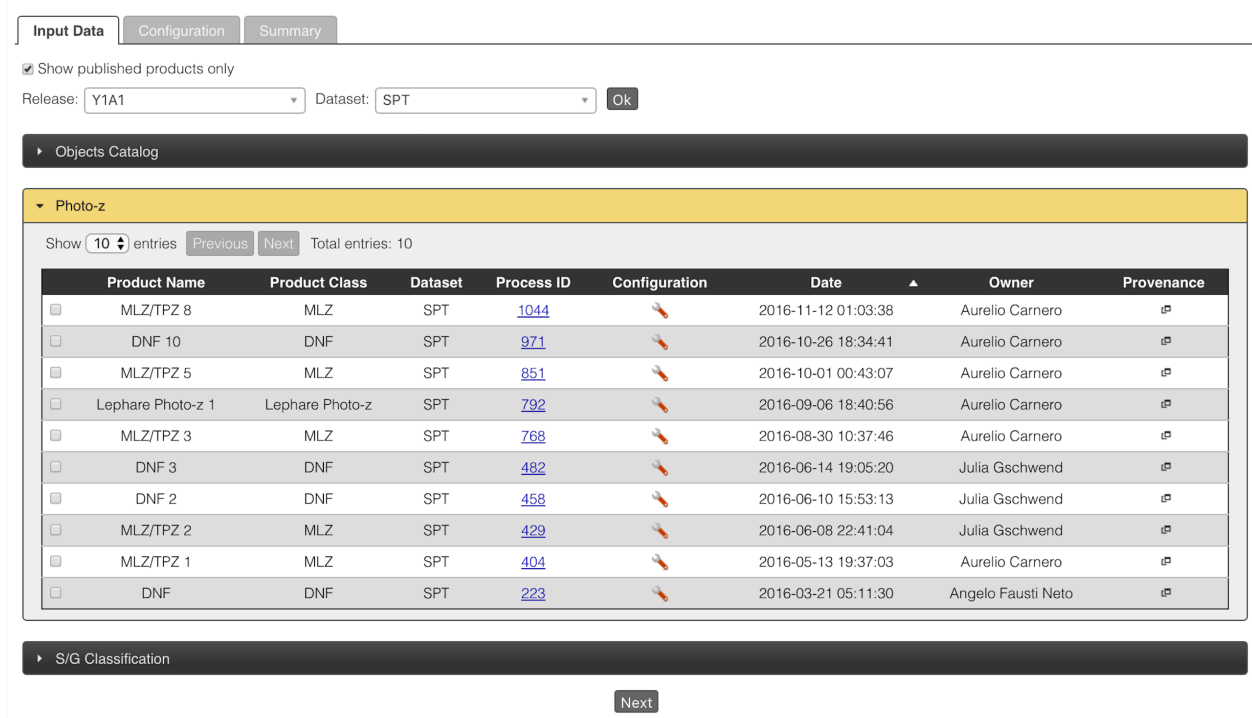 Input Data Configuration Summary
Show published products only
Release: Y1A1 Dataset: SPT Ok
Objects Catalog
Photo-z
Show 10 entries Previous Next Total entries: 10
Product Name Product Class Dataset Process ID Configuration Date Owner Provenance
MLZ/TPZ 8 MLZ SPT 1044 2016-11-12 01:03:38 Aurelio Carnero
DNF 10 DNF SPT 971 2016-10-26 18:34:41 Aurelio Carnero
MLZ/TPZ 5 MLZ SPT 851 2016-10-01 00:43:07 Aurelio Carnero
Lephare Photo-z 1 Lephare Photo-z SPT 792 2016-09-06 18:40:56 Aurelio Carnero
MLZ/TPZ 3 MLZ SPT 768 2016-08-30 10:37:46 Aurelio Carnero
DNF 3 DNF SPT 482 2016-06-14 19:05:20 Julia Gschwend
DNF 2 DNF SPT 458 2016-06-10 15:53:13 Julia Gschwend
MLZ/TPZ 2 MLZ SPT 429 2016-06-08 22:41:04 Julia Gschwend
MLZ/TPZ 1 MLZ SPT 404 2016-05-13 19:37:03 Aurelio Carnero
DNF DNF SPT 223 2016-03-21 05:11:30 Angelo Fausti Neto
S/G Classification
Next